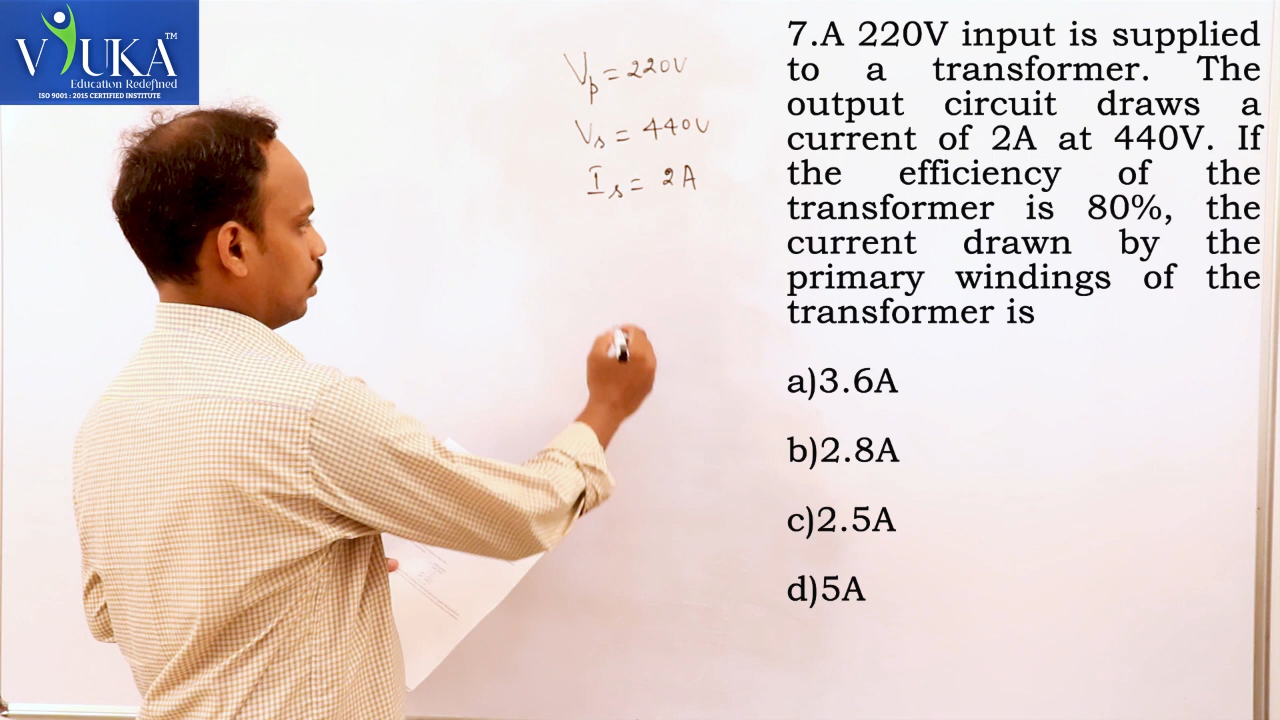 VYUKA™
Education Redefined
ISO 9001 : 2015 CERTIFIED INSTITUTE
Vp = 220V
Vs = 440V
Is = 2A
7.A 220V input is supplied
to a transformer. The
output circuit draws a
current of 2A at 440V. If
the efficiency of the
transformer is 80%, the
current drawn by the
primary windings of the
transformer is
a)3.6A
b)2.8A
c)2.5A
d)5A